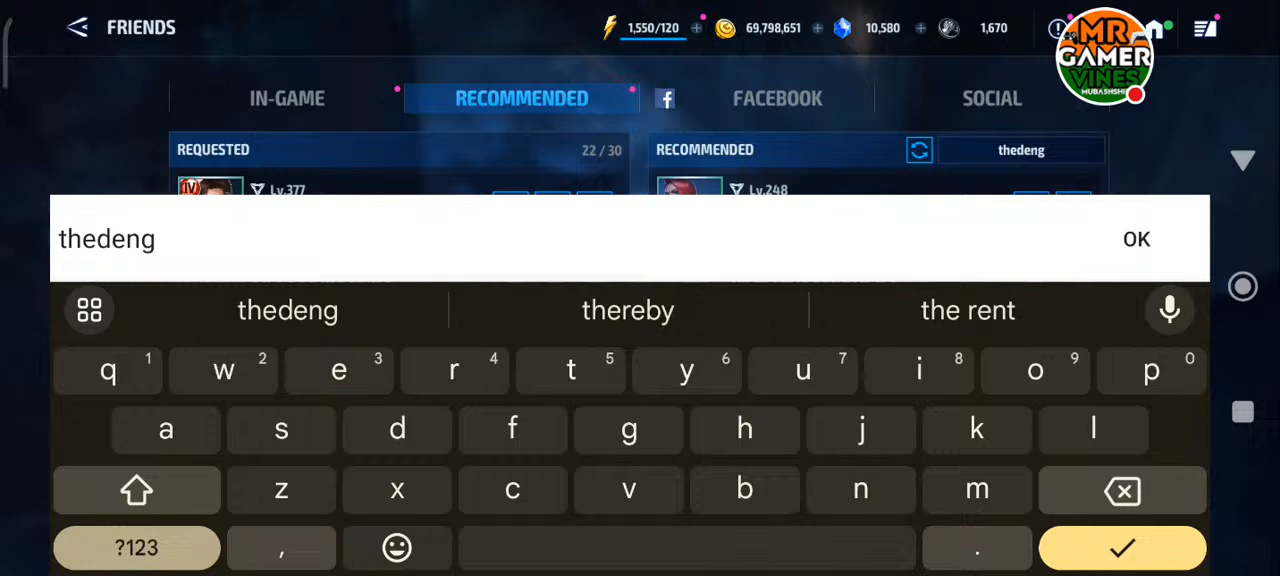 FRIENDS
1,550/120
69,798,651
10,580
1,670
MR
GAMER
VINES
MUBASHSHIR
IN-GAME
RECOMMENDED
FACEBOOK
SOCIAL
REQUESTED
22 / 30
RECOMMENDED
thedeng
IV
Lv.377
Lv.248
thedeng
OK
thedeng
thereby
the rent
q 1 w 2 e 3 r 4 t 5 y 6 u 7 i 8 o 9 p 0
a s d f g h j k l
z x c v b n m
?123 , .